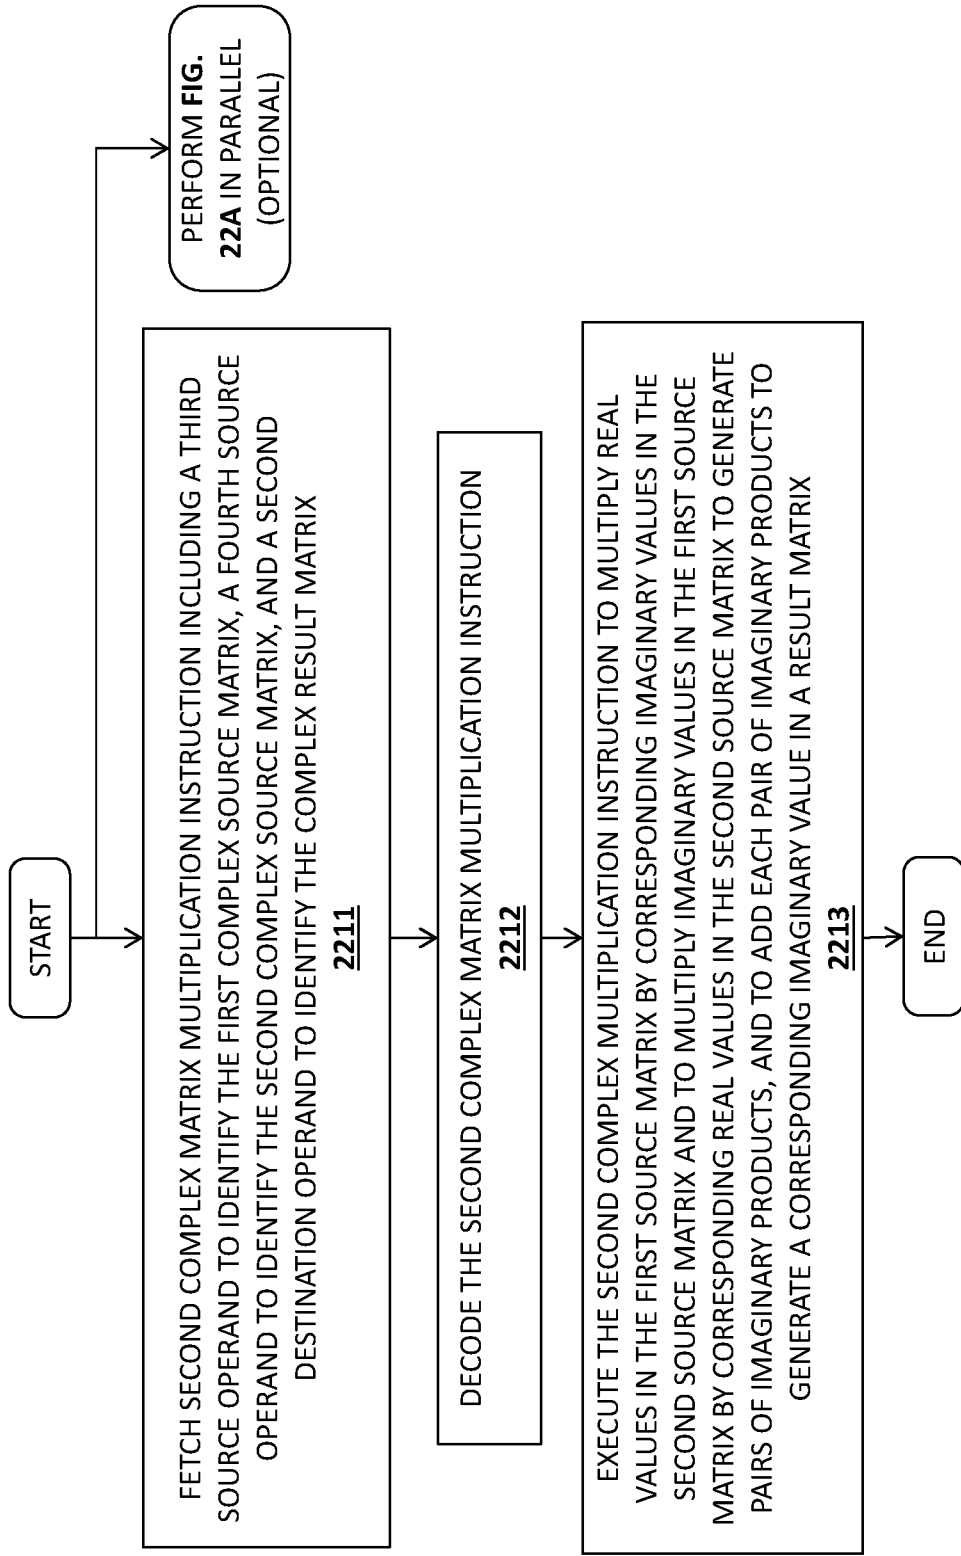 START
PERFORM FIG.
22A IN PARALLEL
(OPTIONAL)
FETCH SECOND COMPLEX MATRIX MULTIPLICATION INSTRUCTION INCLUDING A THIRD
SOURCE OPERAND TO IDENTIFY THE FIRST COMPLEX SOURCE MATRIX, A FOURTH SOURCE
OPERAND TO IDENTIFY THE SECOND COMPLEX SOURCE MATRIX, AND A SECOND
DESTINATION OPERAND TO IDENTIFY THE COMPLEX RESULT MATRIX
2211
DECODE THE SECOND COMPLEX MATRIX MULTIPLICATION INSTRUCTION
2212
EXECUTE THE SECOND COMPLEX MULTIPLICATION INSTRUCTION TO MULTIPLY REAL
VALUES IN THE FIRST SOURCE MATRIX BY CORRESPONDING IMAGINARY VALUES IN THE
SECOND SOURCE MATRIX AND TO MULTIPLY IMAGINARY VALUES IN THE FIRST SOURCE
MATRIX BY CORRESPONDING REAL VALUES IN THE SECOND SOURCE MATRIX TO GENERATE
PAIRS OF IMAGINARY PRODUCTS, AND TO ADD EACH PAIR OF IMAGINARY PRODUCTS TO
GENERATE A CORRESPONDING IMAGINARY VALUE IN A RESULT MATRIX
2213
END